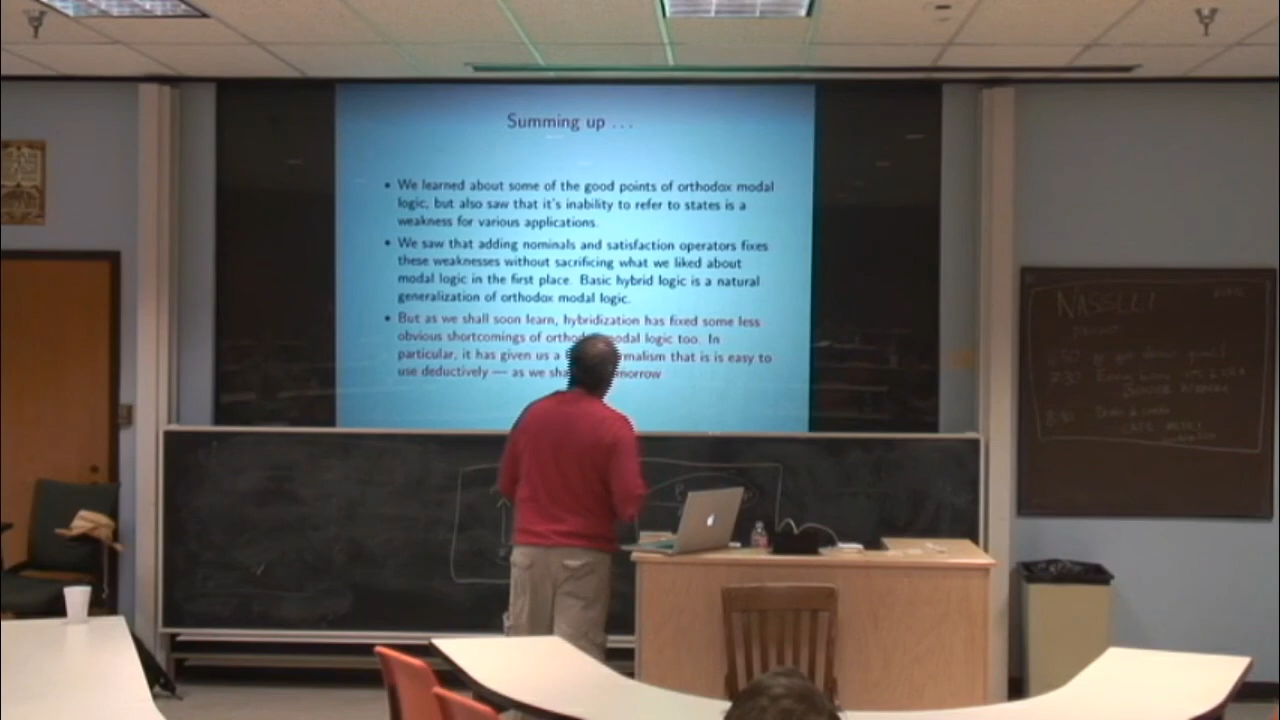 Summing up ...
• We learned about some of the good points of orthodox modal
logic, but also saw that it's inability to refer to states is a
weakness for various applications.
• We saw that adding nominals and satisfaction operators fixes
these weaknesses without sacrificing what we liked about
modal logic in the first place. Basic hybrid logic is a natural
generalization of orthodox modal logic.
• But as we shall soon learn, hybridization has fixed some less
obvious shortcomings of modal logic too. In
particular, it has given us a that is is easy to
use deductively — as we
NASSLLI